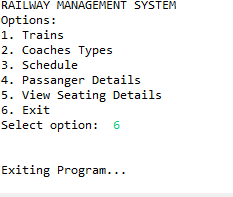 RAILWAY MANAGEMENT SYSTEM
Options:
1. Trains
2. Coaches Types
3. Schedule
4. Passanger Details
5. View Seating Details
6. Exit
Select option:  6
Exiting Program...